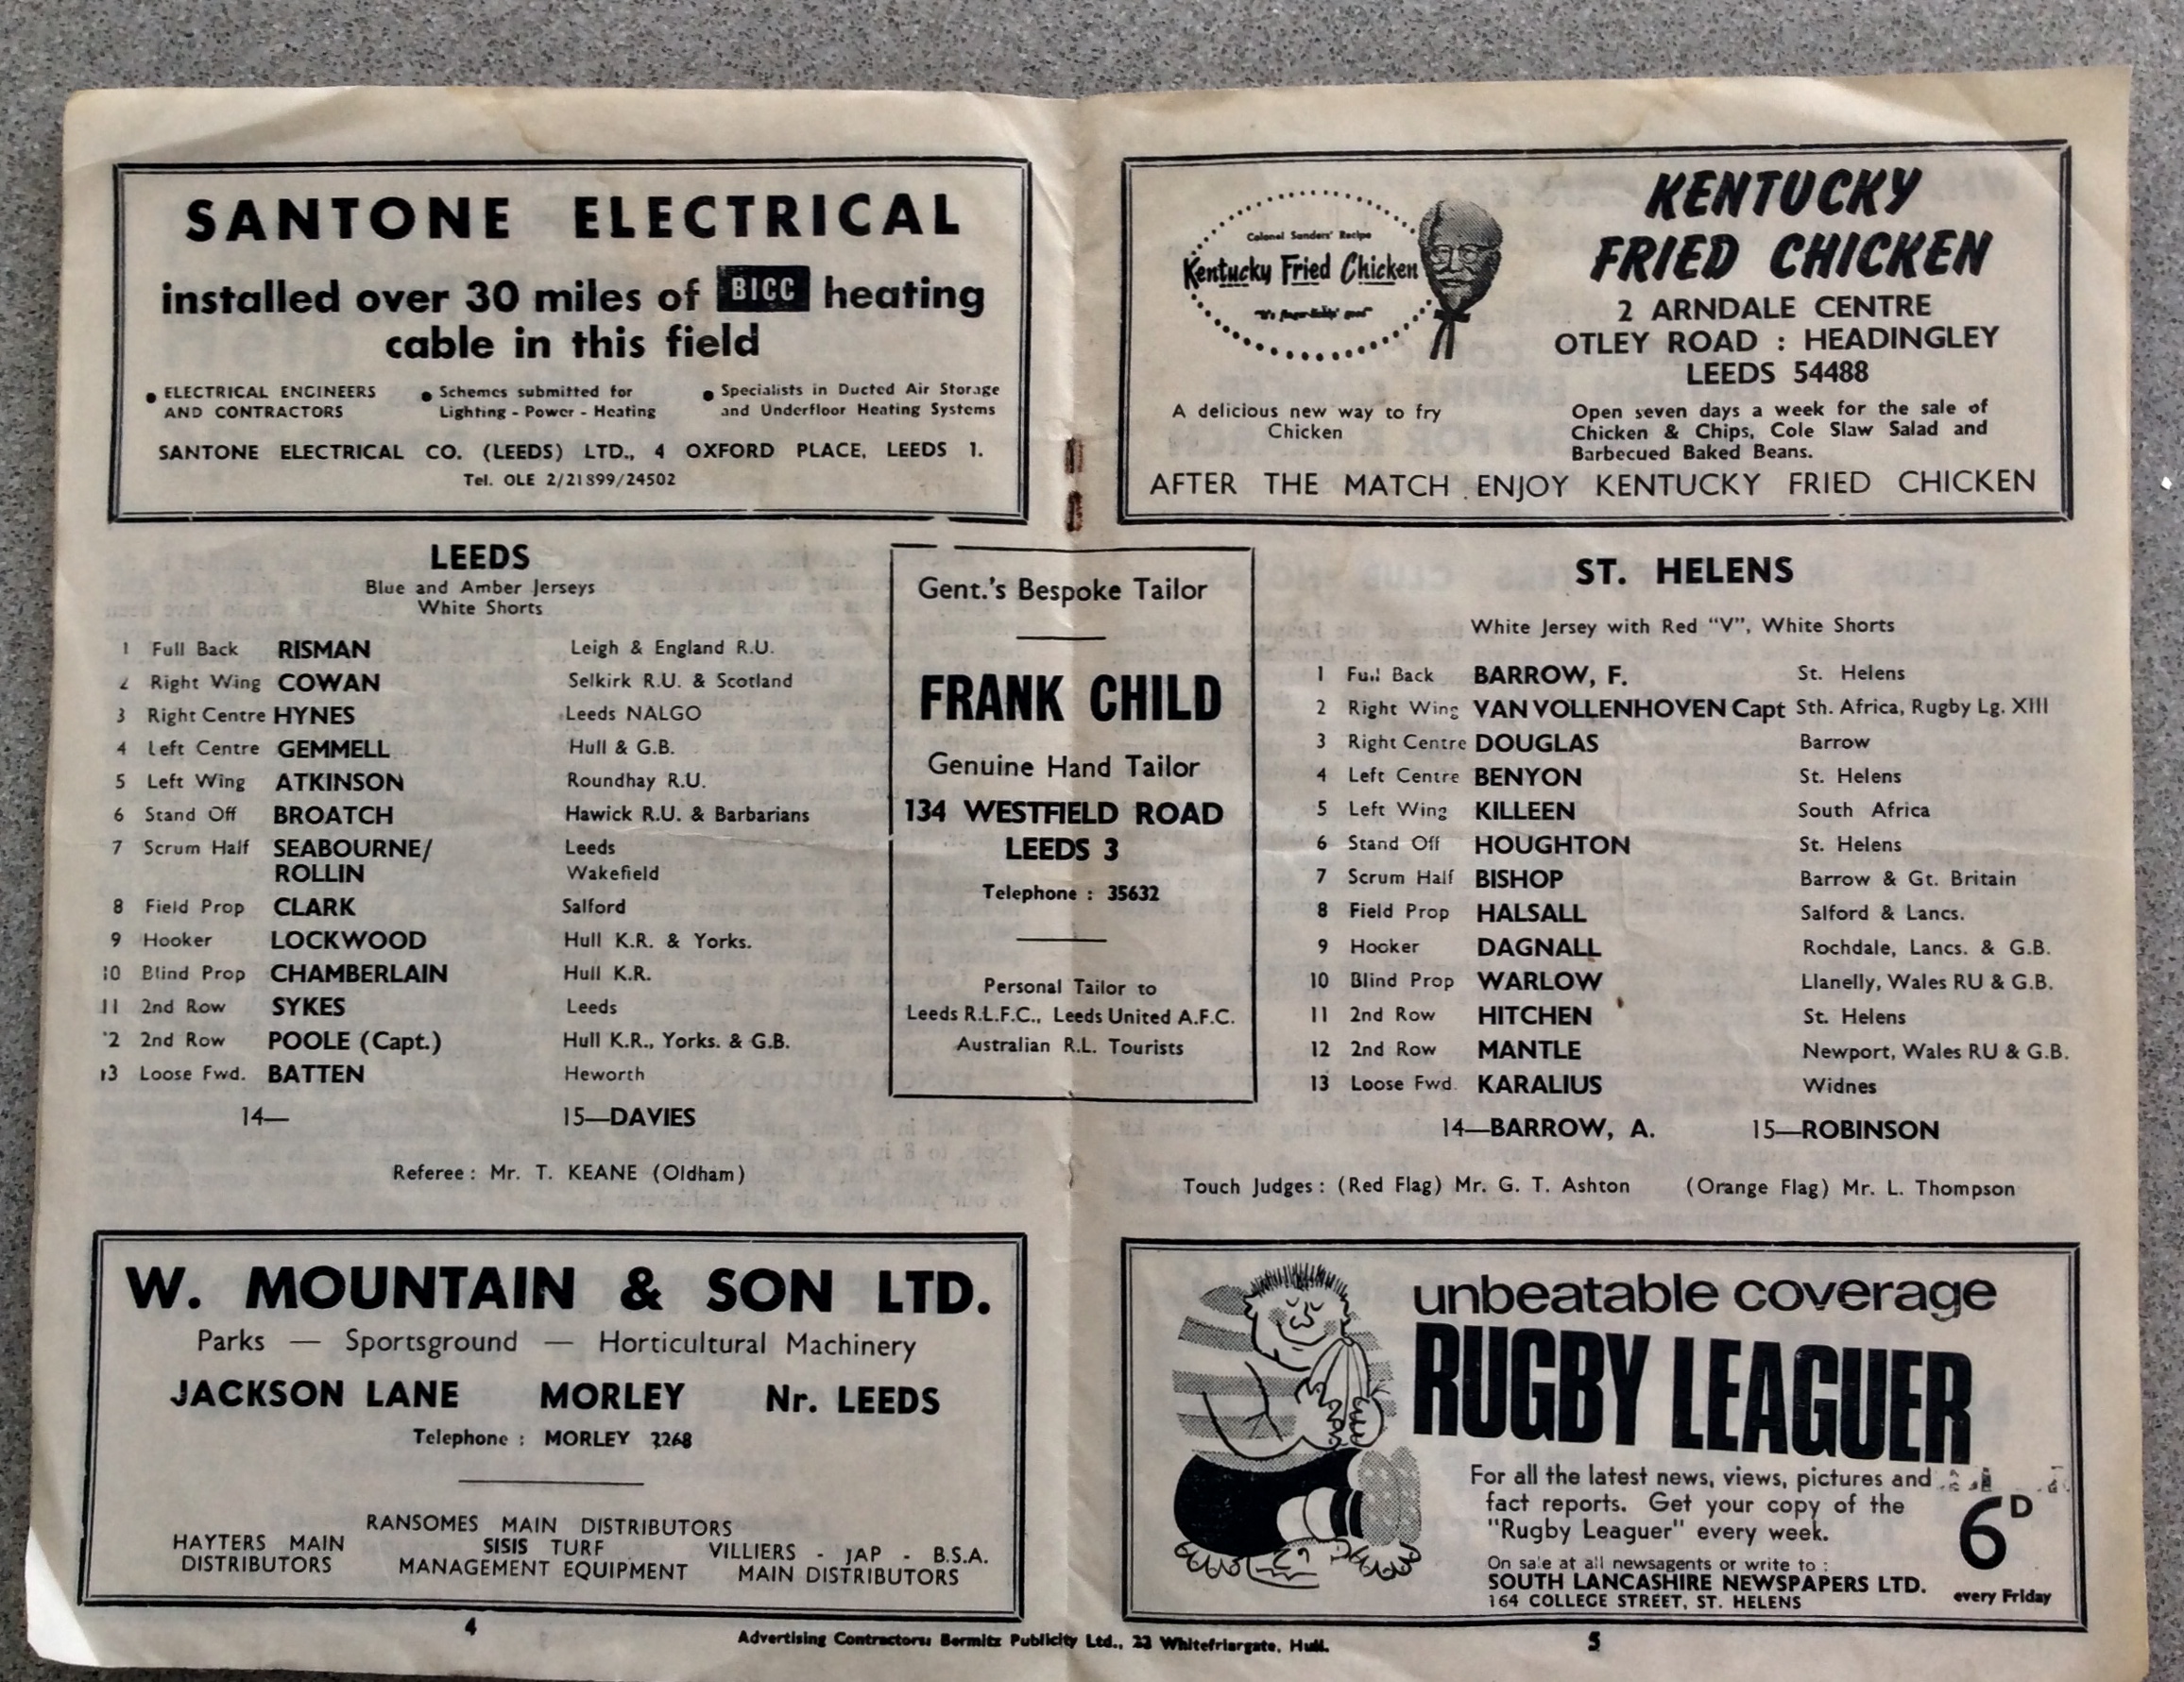 SANTONE ELECTRICAL
installed over 30 miles of BICC heating
cable in this field
• ELECTRICAL ENGINEERS
AND CONTRACTORS
• Schemes submitted for
Lighting - Power - Heating
• Specialists in Ducted Air Storage
and Underfloor Heating Systems
SANTONE ELECTRICAL CO. (LEEDS) LTD., 4 OXFORD PLACE, LEEDS 1.
Tel. OLE 2/21899/24502
LEEDS
Blue and Amber Jerseys
White Shorts
1 Full Back RISMAN Leigh & England R.U.
2 Right Wing COWAN Selkirk R.U. & Scotland
3 Right Centre HYNES Leeds NALGO
4 Left Centre GEMMELL Hull & G.B.
5 Left Wing ATKINSON Roundhay R.U.
6 Stand Off BROATCH Hawick R.U. & Barbarians
7 Scrum Half SEABOURNE/ Leeds
ROLLIN Wakefield
8 Field Prop CLARK Salford
9 Hooker LOCKWOOD Hull K.R. & Yorks.
10 Blind Prop CHAMBERLAIN Hull K.R.
11 2nd Row SYKES Leeds
12 2nd Row POOLE (Capt.) Hull K.R., Yorks. & G.B.
13 Loose Fwd. BATTEN Heworth
14— 15—DAVIES
Referee: Mr. T. KEANE (Oldham)
W. MOUNTAIN & SON LTD.
Parks — Sportsground — Horticultural Machinery
JACKSON LANE MORLEY Nr. LEEDS
Telephone : MORLEY 2268
HAYTERS MAIN
DISTRIBUTORS
RANSOMES MAIN DISTRIBUTORS
SISIS TURF
MANAGEMENT EQUIPMENT
VILLIERS - JAP - B.S.A.
MAIN DISTRIBUTORS
4
Gent.'s Bespoke Tailor
FRANK CHILD
Genuine Hand Tailor
134 WESTFIELD ROAD
LEEDS 3
Telephone : 35632
Personal Tailor to
Leeds R.L.F.C., Leeds United A.F.C.
Australian R.L. Tourists
Colonel Sanders' Recipe
Kentucky Fried Chicken
"It's finger-lickin' good"
A delicious new way to fry
Chicken
KENTUCKY
FRIED CHICKEN
2 ARNDALE CENTRE
OTLEY ROAD : HEADINGLEY
LEEDS 54488
Open seven days a week for the sale of
Chicken & Chips, Cole Slaw Salad and
Barbecued Baked Beans.
AFTER THE MATCH ENJOY KENTUCKY FRIED CHICKEN
ST. HELENS
White Jersey with Red "V", White Shorts
1 Full Back BARROW, F. St. Helens
2 Right Wing VAN VOLLENHOVEN Capt Sth. Africa, Rugby Lg. XIII
3 Right Centre DOUGLAS Barrow
4 Left Centre BENYON St. Helens
5 Left Wing KILLEEN South Africa
6 Stand Off HOUGHTON St. Helens
7 Scrum Half BISHOP Barrow & Gt. Britain
8 Field Prop HALSALL Salford & Lancs.
9 Hooker DAGNALL Rochdale, Lancs. & G.B.
10 Blind Prop WARLOW Llanelly, Wales RU & G.B.
11 2nd Row HITCHEN St. Helens
12 2nd Row MANTLE Newport, Wales RU & G.B.
13 Loose Fwd. KARALIUS Widnes
14—BARROW, A. 15—ROBINSON
Touch Judges : (Red Flag) Mr. G. T. Ashton (Orange Flag) Mr. L. Thompson
unbeatable coverage
RUGBY LEAGUER
For all the latest news, views, pictures and
fact reports. Get your copy of the
"Rugby Leaguer" every week.
On sale at all newsagents or write to :
SOUTH LANCASHIRE NEWSPAPERS LTD.
164 COLLEGE STREET, ST. HELENS
6D
every Friday
Advertising Contractors: Bermitz Publicity Ltd., 22 Whitefriargate, Hull.
5